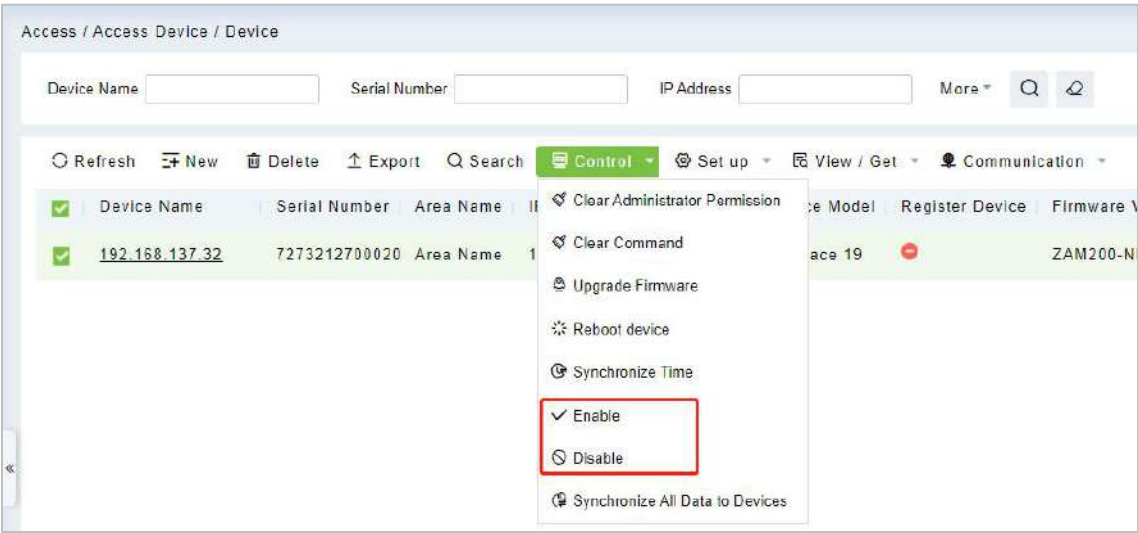 Access / Access Device / Device
Device Name Serial Number IP Address More
Refresh New Delete Export Search Control Set up View / Get Communication
Device Name Serial Number Area Name Model Register Device Firmware
192.168.137.32 7273212700020 Area Name 19 ZAM200-N
Clear Administrator Permission
Clear Command
Upgrade Firmware
Reboot device
Synchronize Time
Enable
Disable
Synchronize All Data to Devices